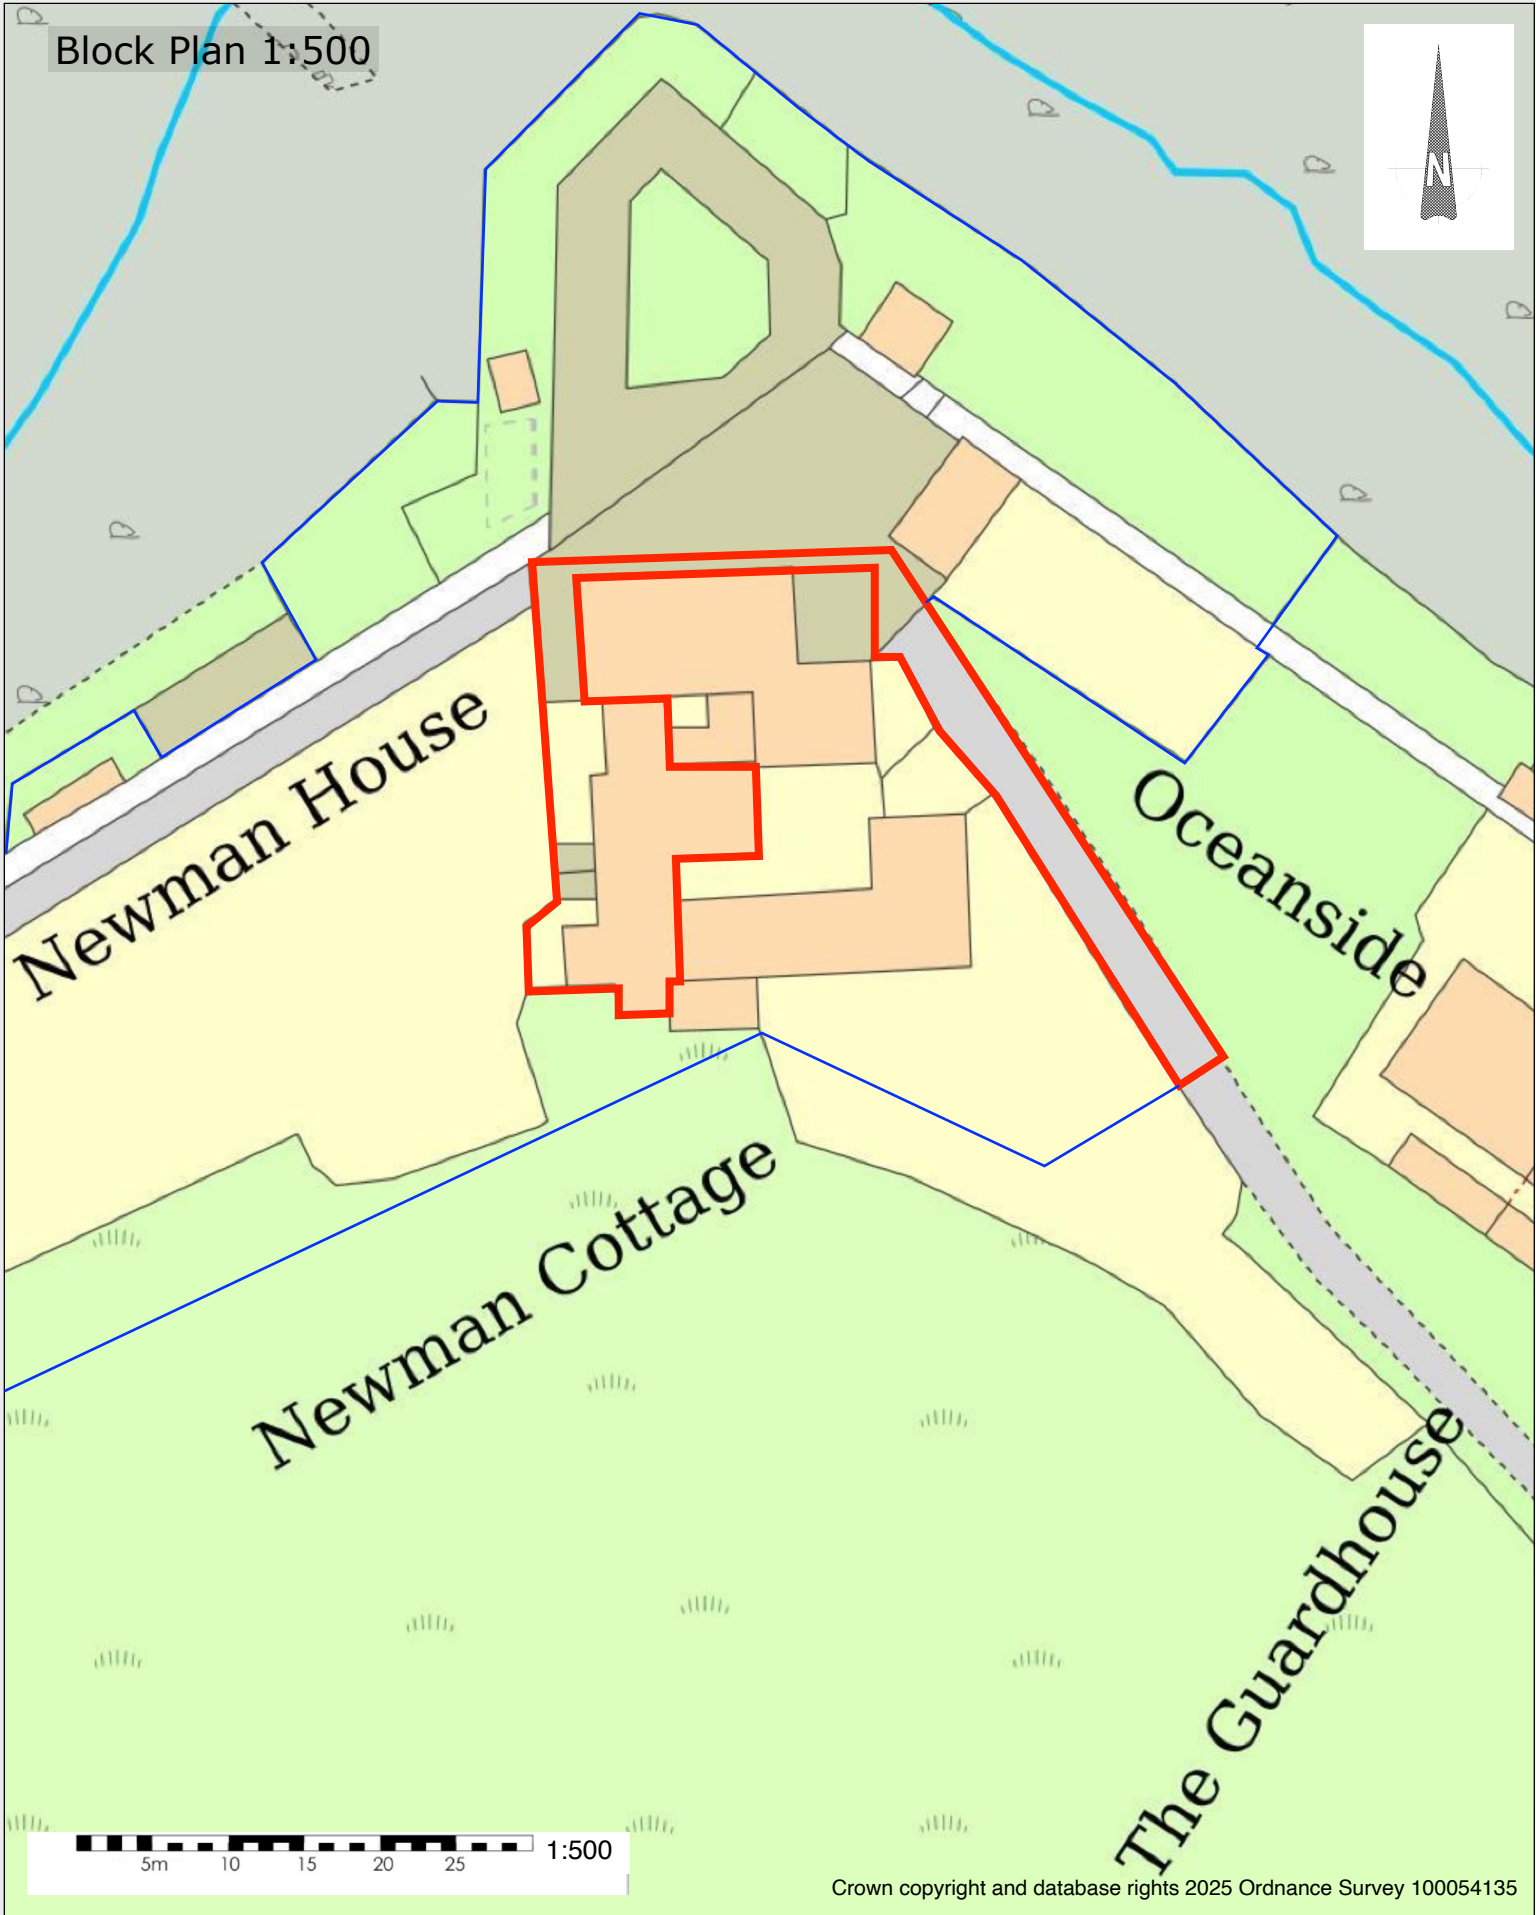 Block Plan 1:500
N
Newman House
Oceanside
Newman Cottage
The Guardhouse
5m 10 15 20 25
1:500
Crown copyright and database rights 2025 Ordnance Survey 100054135